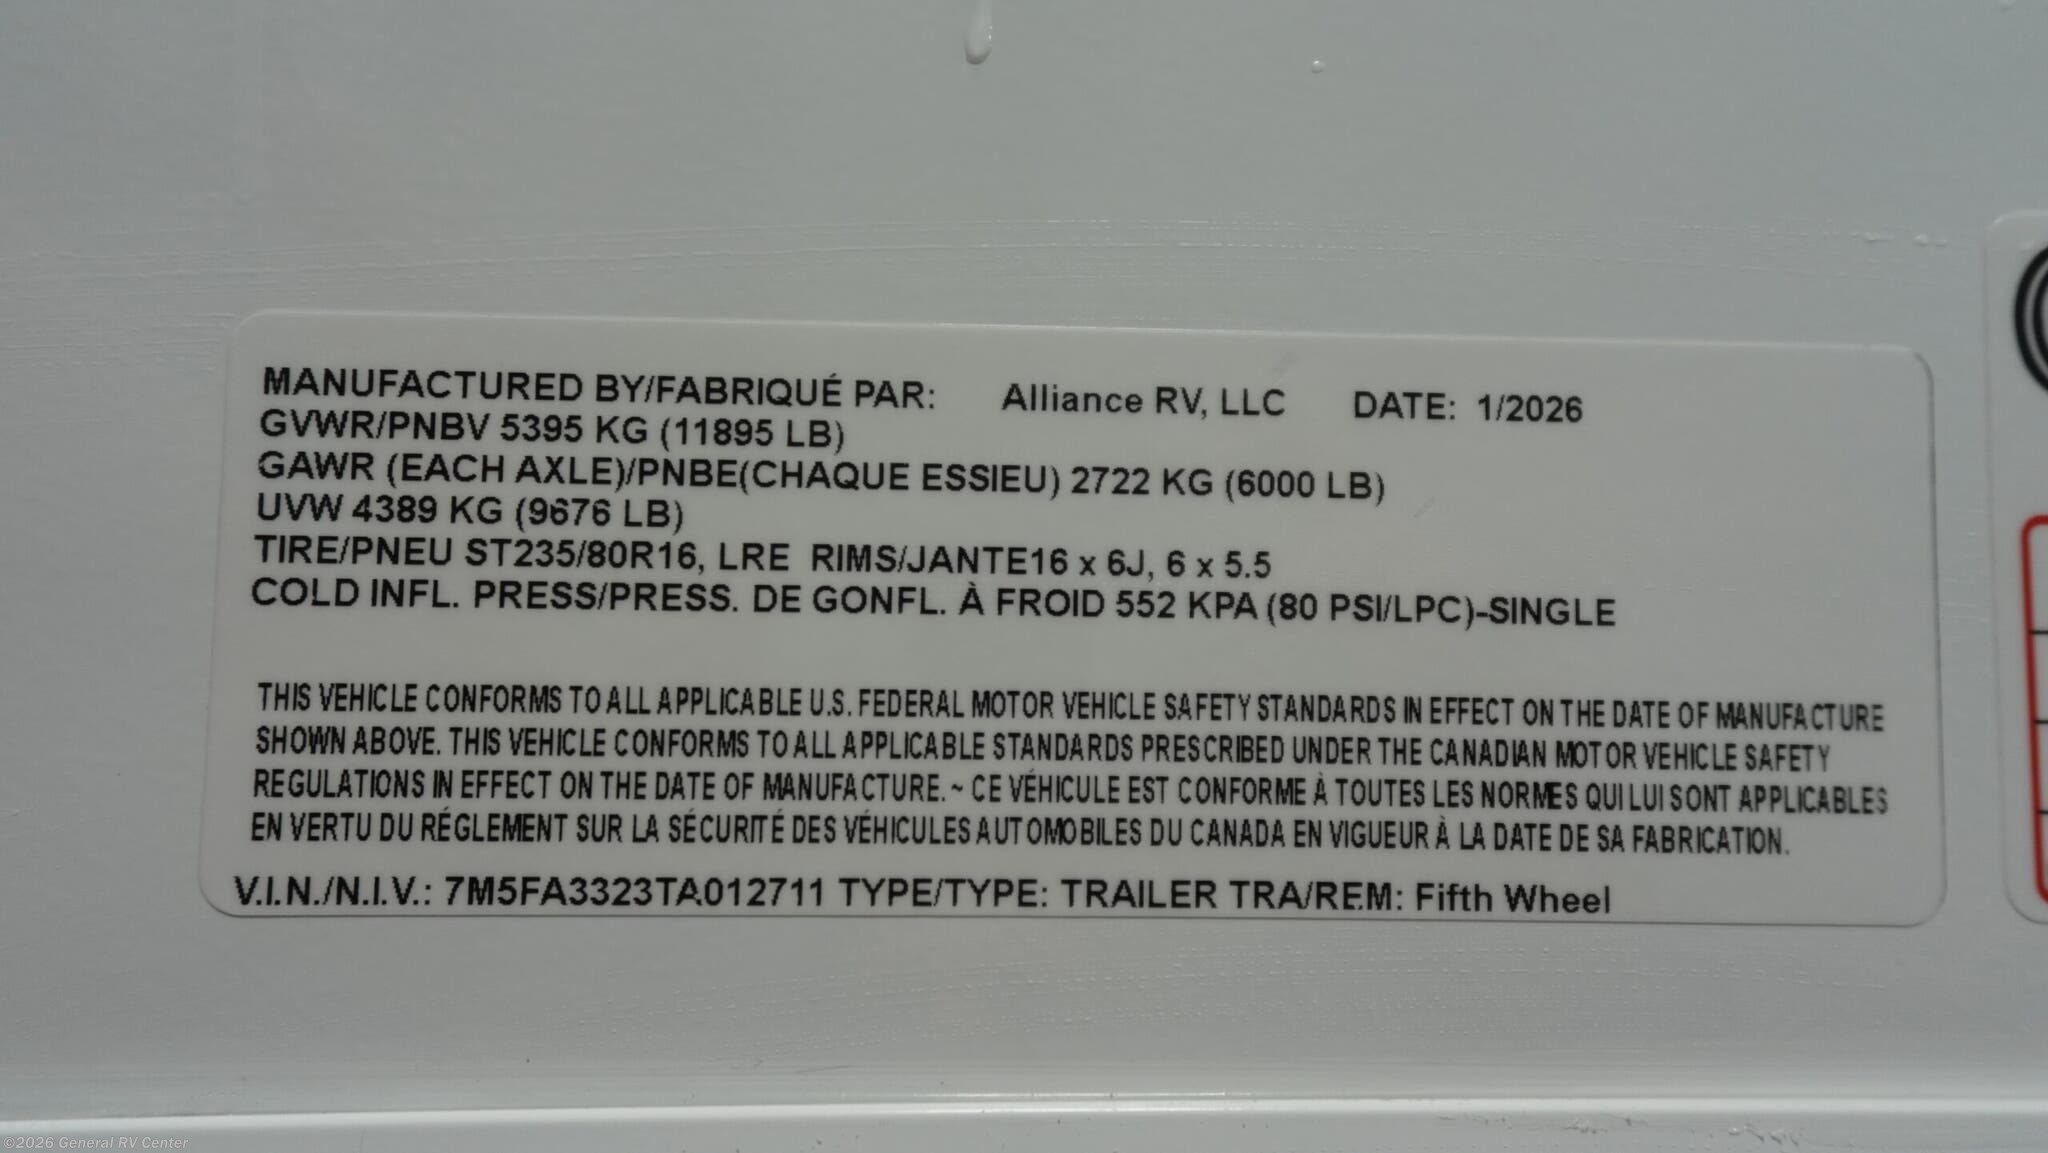 MANUFACTURED BY/FABRIQUÉ PAR: Alliance RV, LLC DATE: 1/2026
GVWR/PNBV 5395 KG (11895 LB)
GAWR (EACH AXLE)/PNBE(CHAQUE ESSIEU) 2722 KG (6000 LB)
UVW 4389 KG (9676 LB)
TIRE/PNEU ST235/80R16, LRE RIMS/JANTE16 x 6J, 6 x 5.5
COLD INFL. PRESS/PRESS. DE GONFL. À FROID 552 KPA (80 PSI/LPC)-SINGLE
THIS VEHICLE CONFORMS TO ALL APPLICABLE U.S. FEDERAL MOTOR VEHICLE SAFETY STANDARDS IN EFFECT ON THE DATE OF MANUFACTURE
SHOWN ABOVE. THIS VEHICLE CONFORMS TO ALL APPLICABLE STANDARDS PRESCRIBED UNDER THE CANADIAN MOTOR VEHICLE SAFETY
REGULATIONS IN EFFECT ON THE DATE OF MANUFACTURE. ~ CE VÉHICULE EST CONFORME À TOUTES LES NORMES QUI LUI SONT APPLICABLES
EN VERTU DU RÉGLEMENT SUR LA SÉCURITÉ DES VÉHICULES AUTOMOBILES DU CANADA EN VIGUEUR À LA DATE DE SA FABRICATION.
V.I.N./N.I.V.: 7M5FA3323TA012711 TYPE/TYPE: TRAILER TRA/REM: Fifth Wheel
©2026 General RV Center